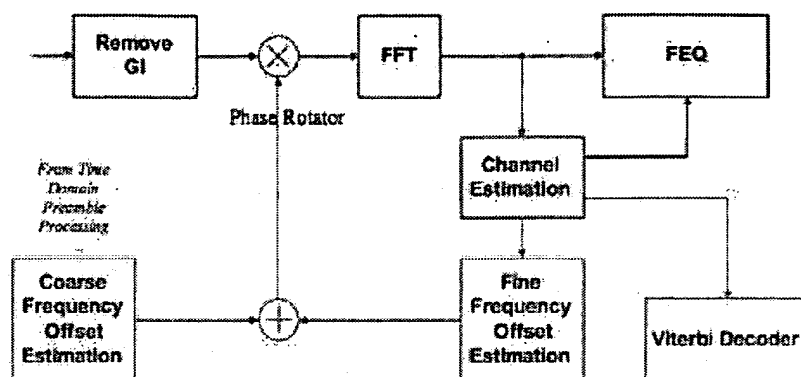 Remove
GI
FFT
FEQ
Phase Rotator
Channel
Estimation
From Time
Domain
Preamble
Processing
Coarse
Frequency
Offset
Estimation
Fine
Frequency
Offset
Estimation
Viterbi Decoder